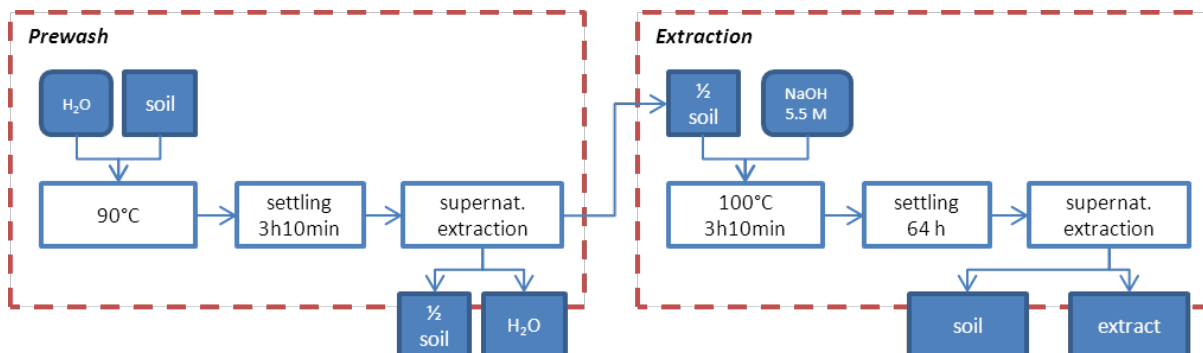 Prewash
H₂O
soil
90°C
settling
3h10min
supernat.
extraction
½
soil
H₂O
Extraction
½
soil
NaOH
5.5 M
100°C
3h10min
settling
64 h
supernat.
extraction
soil
extract